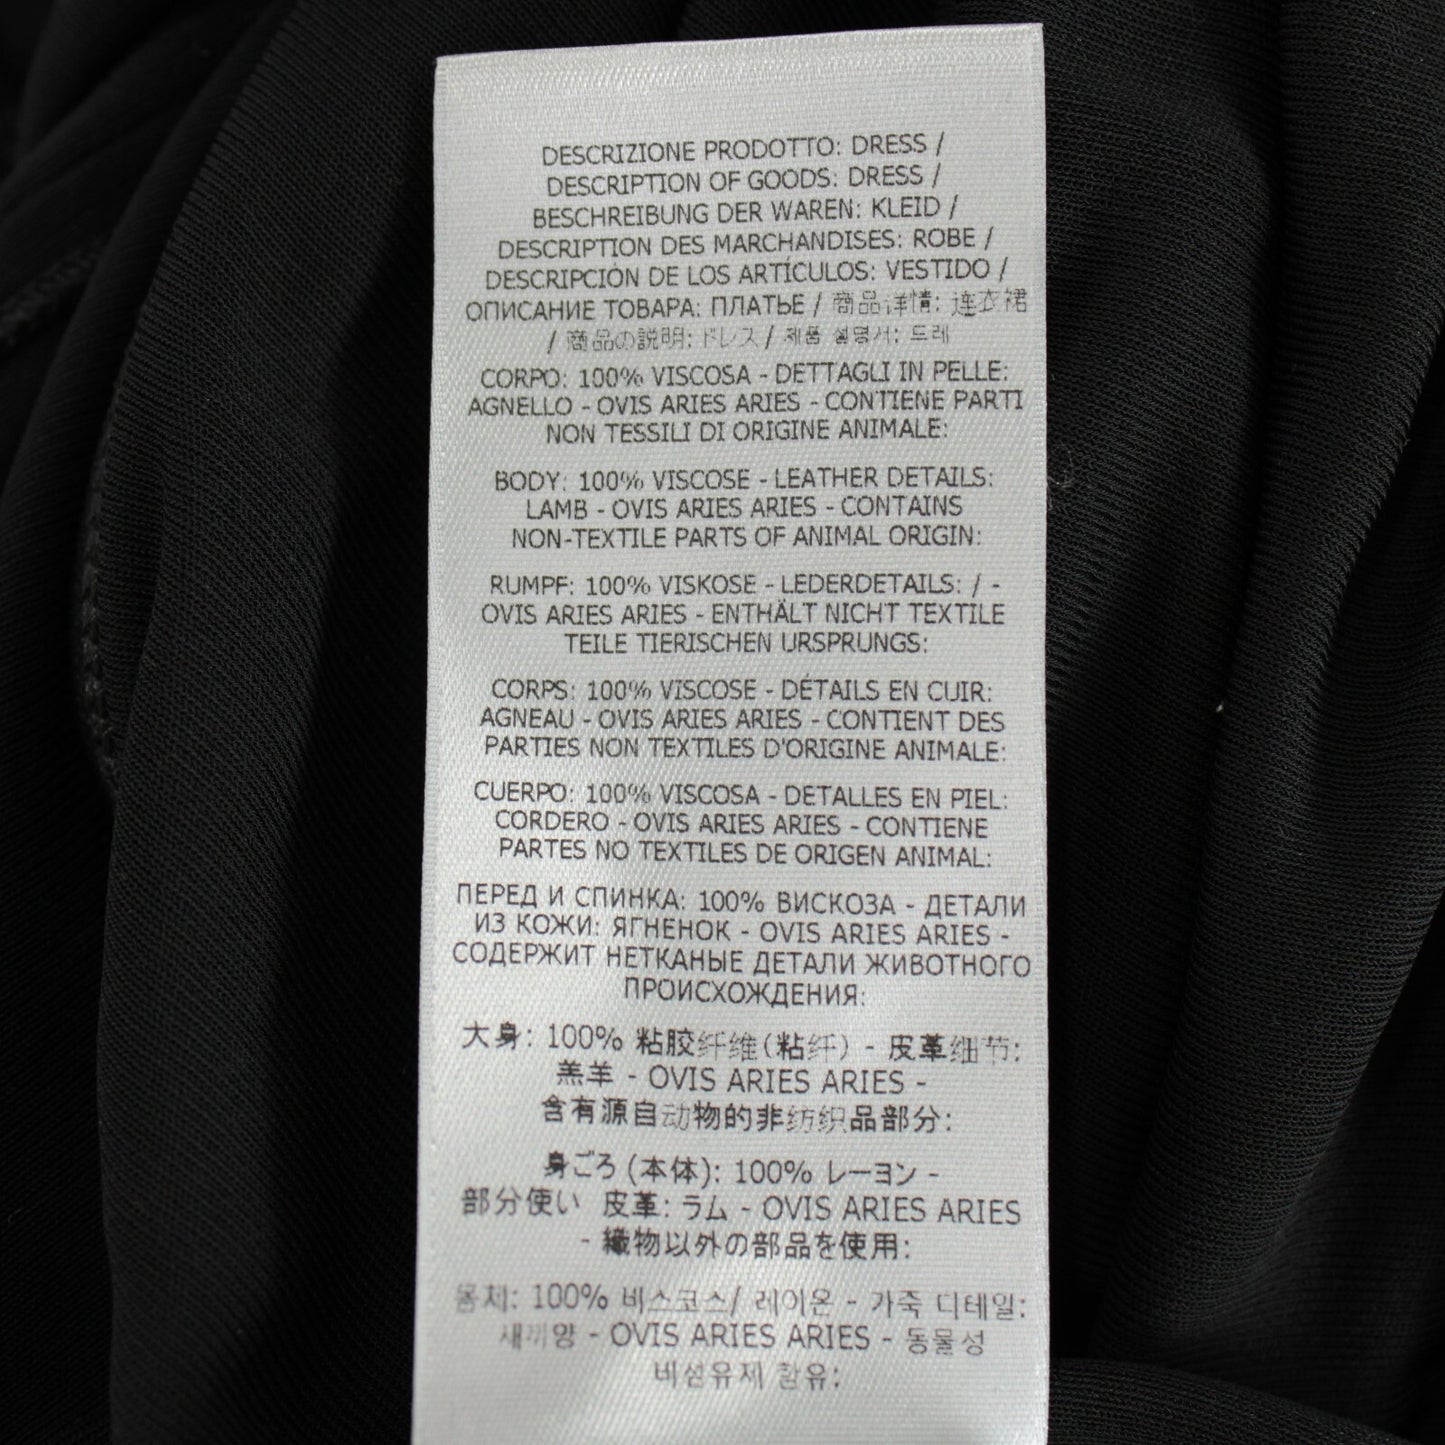 DESCRIZIONE PRODOTTO: DRESS /
DESCRIPTION OF GOODS: DRESS /
BESCHREIBUNG DER WAREN: KLEID /
DESCRIPTION DES MARCHANDISES: ROBE /
DESCRIPCIÓN DE LOS ARTÍCULOS: VESTIDO /
ОПИСАНИЕ ТОВАРА: ПЛАТЬЕ / 商品详情: 连衣裙
/ 商品の説明: ドレス / 제품 설명서: 드레
CORPO: 100% VISCOSA - DETTAGLI IN PELLE:
AGNELLO - OVIS ARIES ARIES - CONTIENE PARTI
NON TESSILI DI ORIGINE ANIMALE:
BODY: 100% VISCOSE - LEATHER DETAILS:
LAMB - OVIS ARIES ARIES - CONTAINS
NON-TEXTILE PARTS OF ANIMAL ORIGIN:
RUMPF: 100% VISKOSE - LEDERDETAILS: / -
OVIS ARIES ARIES - ENTHÄLT NICHT TEXTILE
TEILE TIERISCHEN URSPRUNGS:
CORPS: 100% VISCOSE - DÉTAILS EN CUIR:
AGNEAU - OVIS ARIES ARIES - CONTIENT DES
PARTIES NON TEXTILES D'ORIGINE ANIMALE:
CUERPO: 100% VISCOSA - DETALLES EN PIEL:
CORDERO - OVIS ARIES ARIES - CONTIENE
PARTES NO TEXTILES DE ORIGEN ANIMAL:
ПЕРЕД И СПИНКА: 100% ВИСКОЗА - ДЕТАЛИ
ИЗ КОЖИ: ЯГНЕНОК - OVIS ARIES ARIES -
СОДЕРЖИТ НЕТКАНЫЕ ДЕТАЛИ ЖИВОТНОГО
ПРОИСХОЖДЕНИЯ:
大身: 100% 粘胶纤维(粘纤) - 皮革细节:
羔羊 - OVIS ARIES ARIES -
含有源自动物的非纺织品部分:
身ごろ (本体): 100% レーヨン -
部分使い 皮革: ラム - OVIS ARIES ARIES
- 織物以外の部品を使用:
몸체: 100% 비스코스/ 레이온 - 가죽 디테일:
새끼양 - OVIS ARIES ARIES - 동물성
비섬유제 함유: